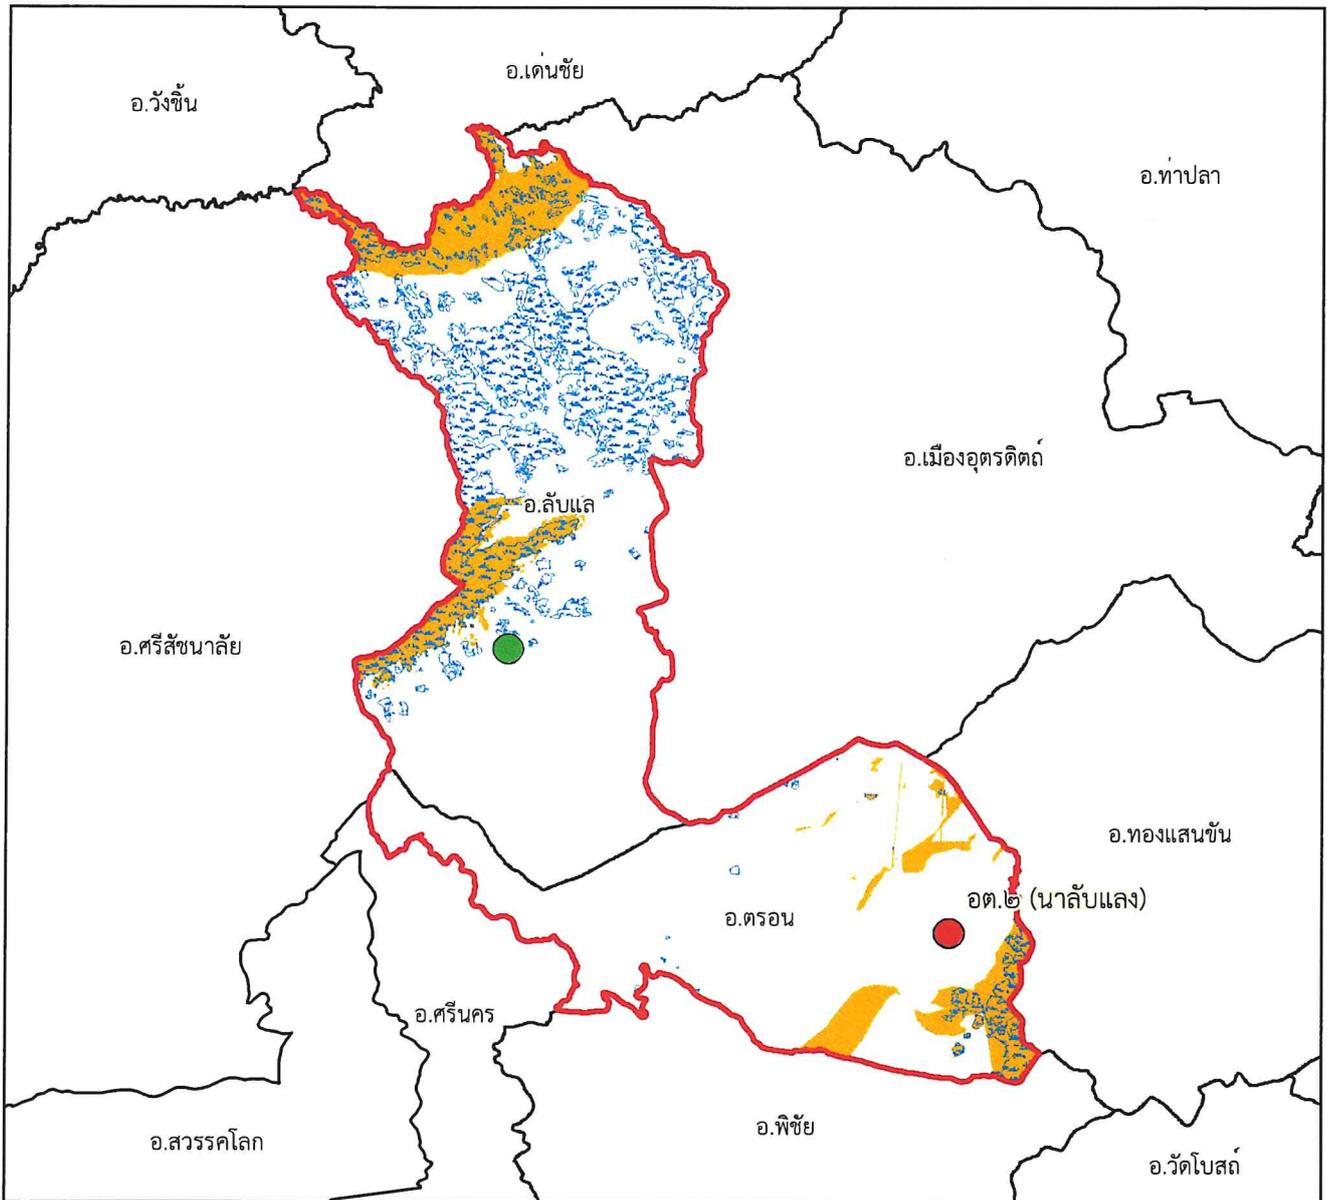 อ.เด่นชัย
อ.วังชิ้น
อ.ท่าปลา
อ.เมืองอุตรดิตถ์
อ.ลับแล
อ.ศรีสัชนาลัย
อ.ทองแสนขัน
อต.๒ (นาลับแลง)
อ.ตรอน
อ.ศรีนคร
อ.พิชัย
อ.สวรรคโลก
อ.วัดโบสถ์